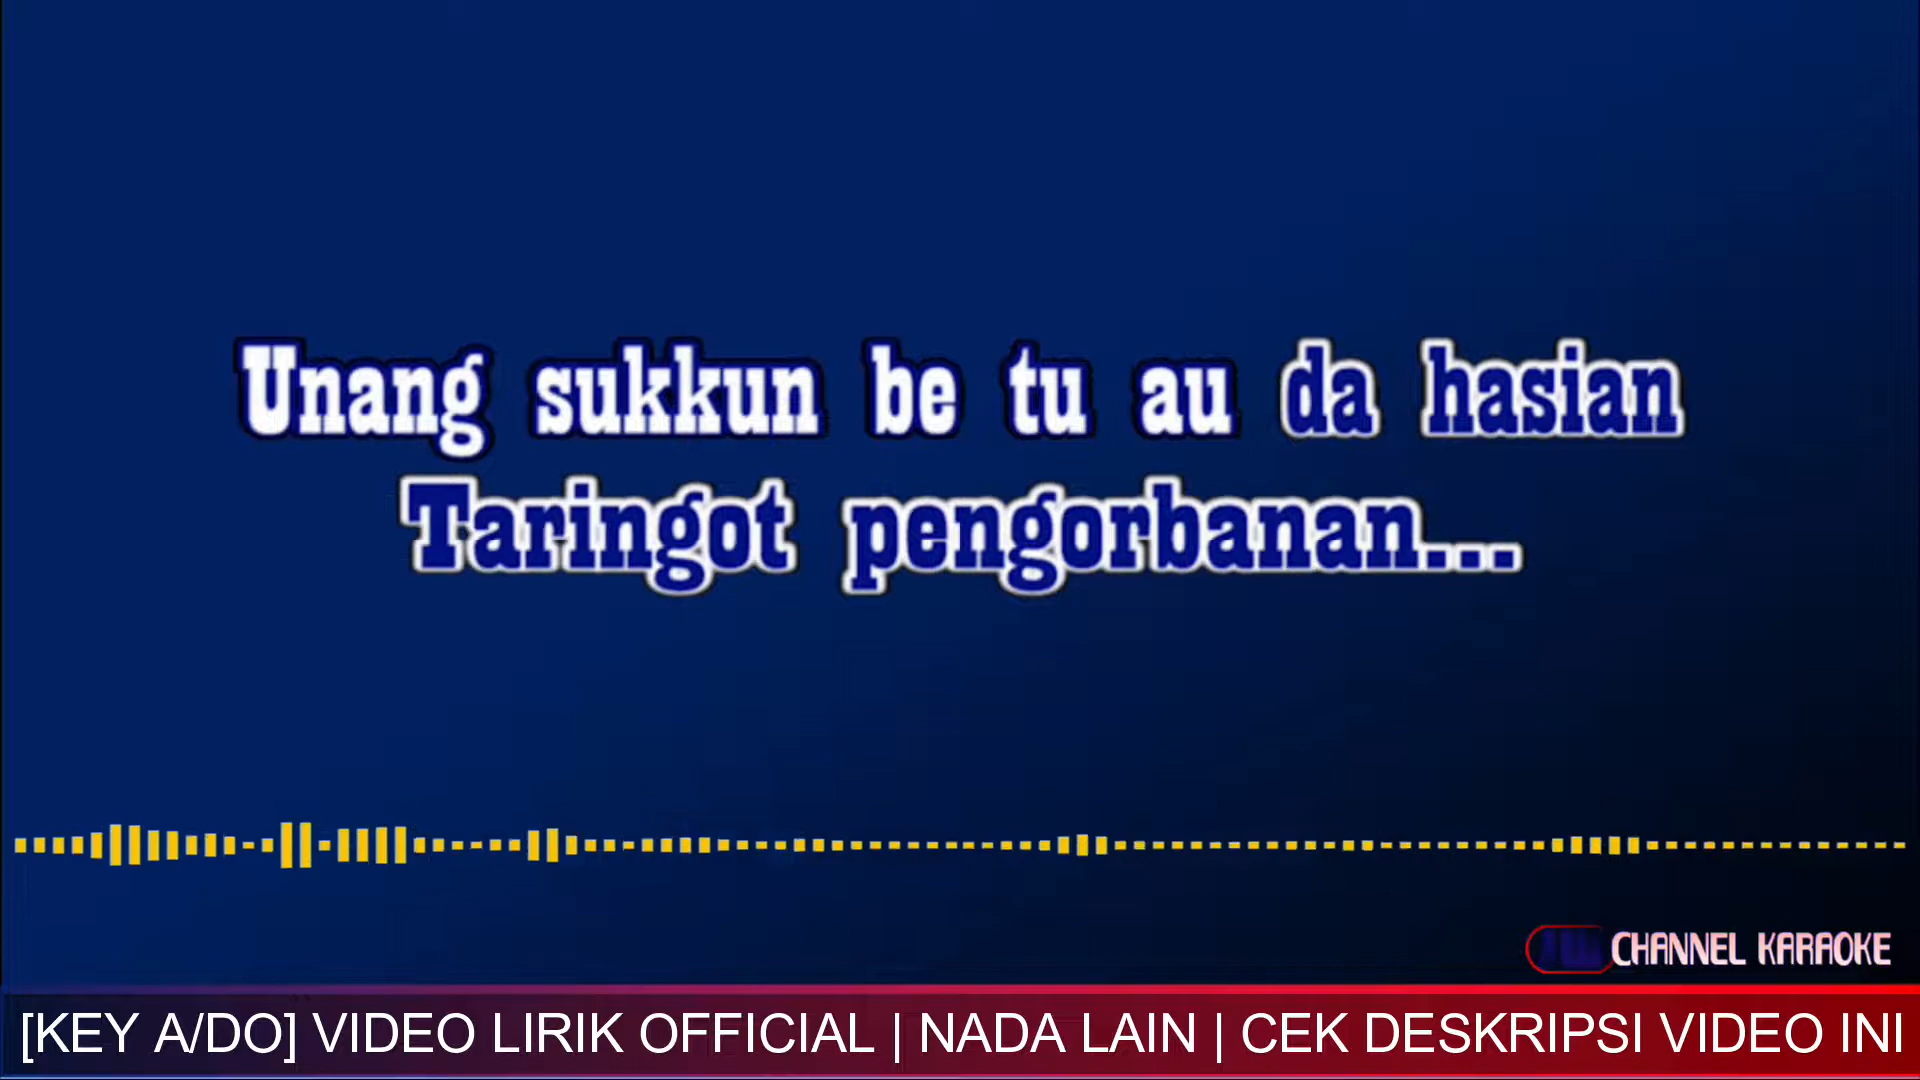 Unang sukkun be tu au da hasian
Taringot pengorbanan...
CHANNEL KARAOKE
[KEY A/DO] VIDEO LIRIK OFFICIAL | NADA LAIN | CEK DESKRIPSI VIDEO INI